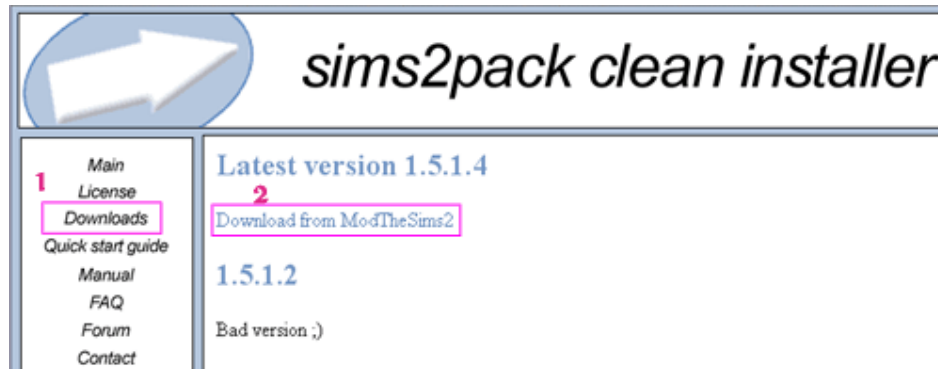 sims2pack clean installer
1
Main
License
Downloads
Quick start guide
Manual
FAQ
Forum
Contact
Latest version 1.5.1.4
2
Download from ModTheSims2
1.5.1.2
Bad version ;)